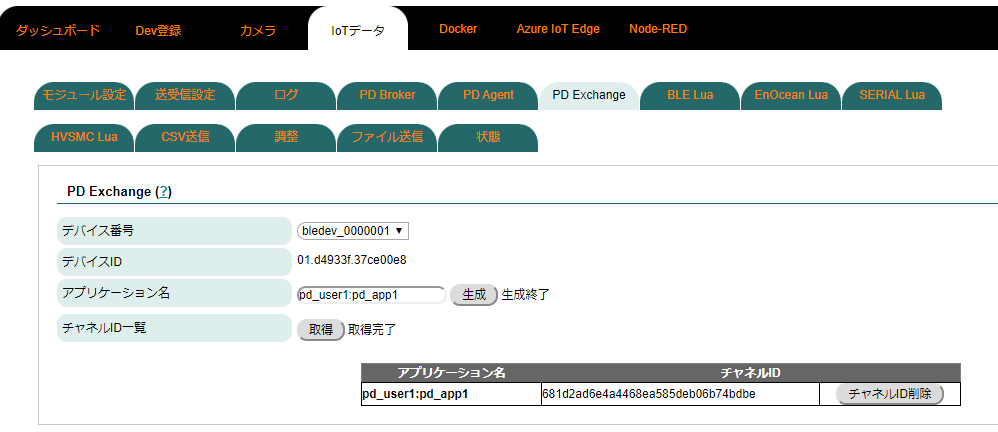 ダッシュボード Dev登録 カメラ IoTデータ Docker Azure IoT Edge Node-RED
モジュール設定 送受信設定 ログ PD Broker PD Agent PD Exchange BLE Lua EnOcean Lua SERIAL Lua
HVSMC Lua CSV送信 調整 ファイル送信 状態
PD Exchange (?)
デバイス番号 bledev_0000001 ▼
デバイスID 01.d4933f.37ce00e8
アプリケーション名 pd_user1:pd_app1 生成 生成終了
チャネルID一覧 取得 取得完了
アプリケーション名 チャネルID
pd_user1:pd_app1 681d2ad6e4a4468ea585deb06b74bdbe チャネルID削除